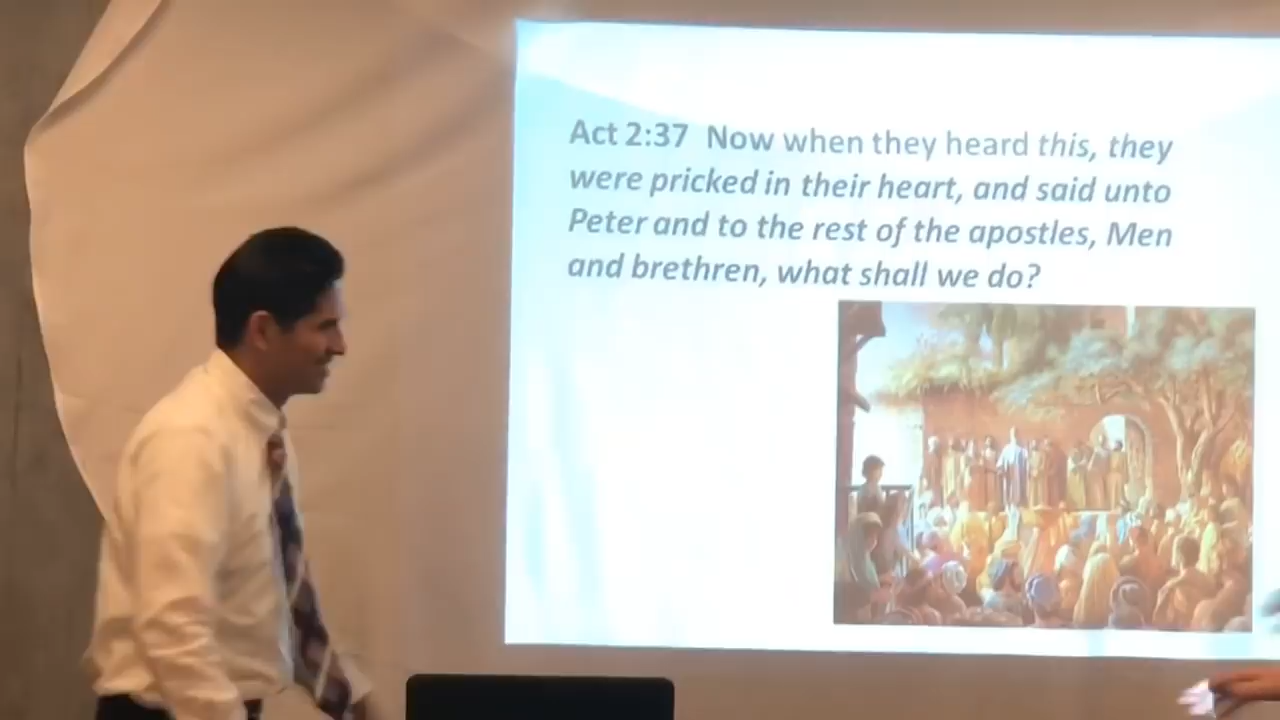 Act 2:37 Now when they heard this, they
were pricked in their heart, and said unto
Peter and to the rest of the apostles, Men
and brethren, what shall we do?